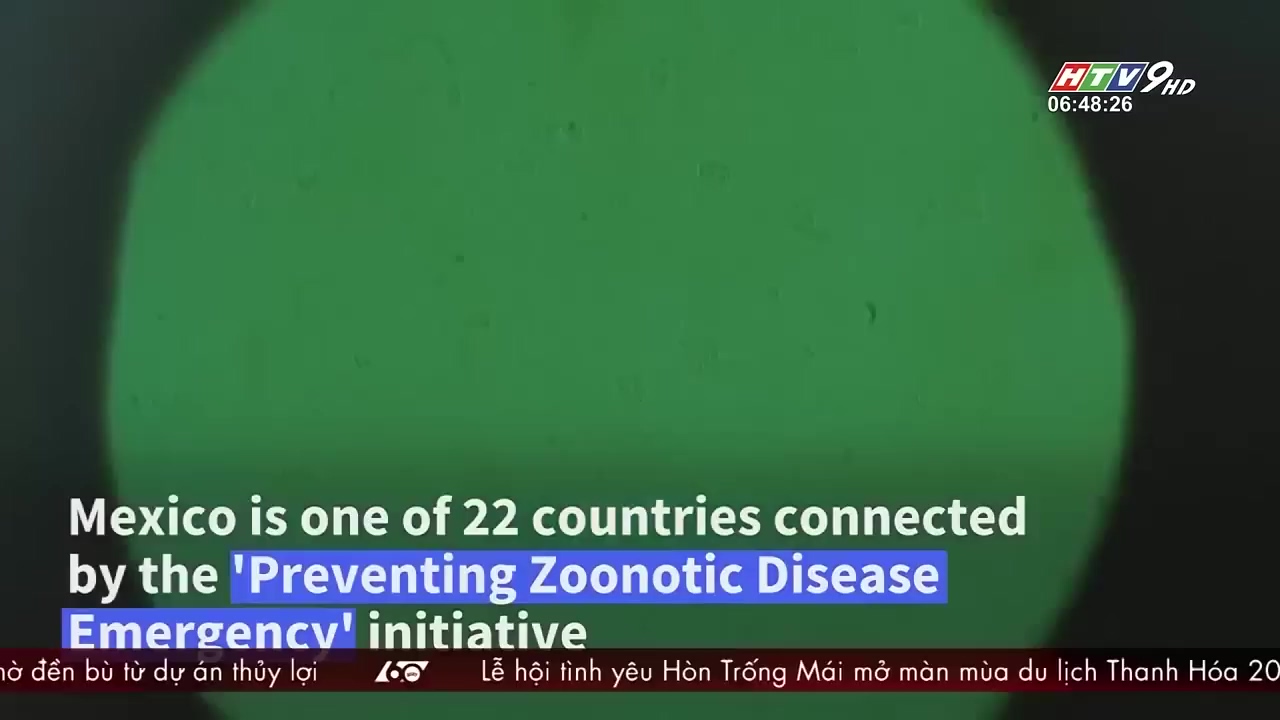 HTV9HD
06:48:26
Mexico is one of 22 countries connected
by the 'Preventing Zoonotic Disease
Emergency' initiative
đền bù từ dự án thủy lợi
Lễ hội tình yêu Hòn Trống Mái mở màn mùa du lịch Thanh Hóa 20